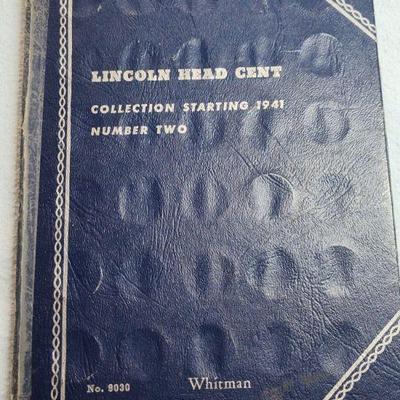 LINCOLN HEAD CENT
COLLECTION STARTING 1941
NUMBER TWO
No. 9030
Whitman